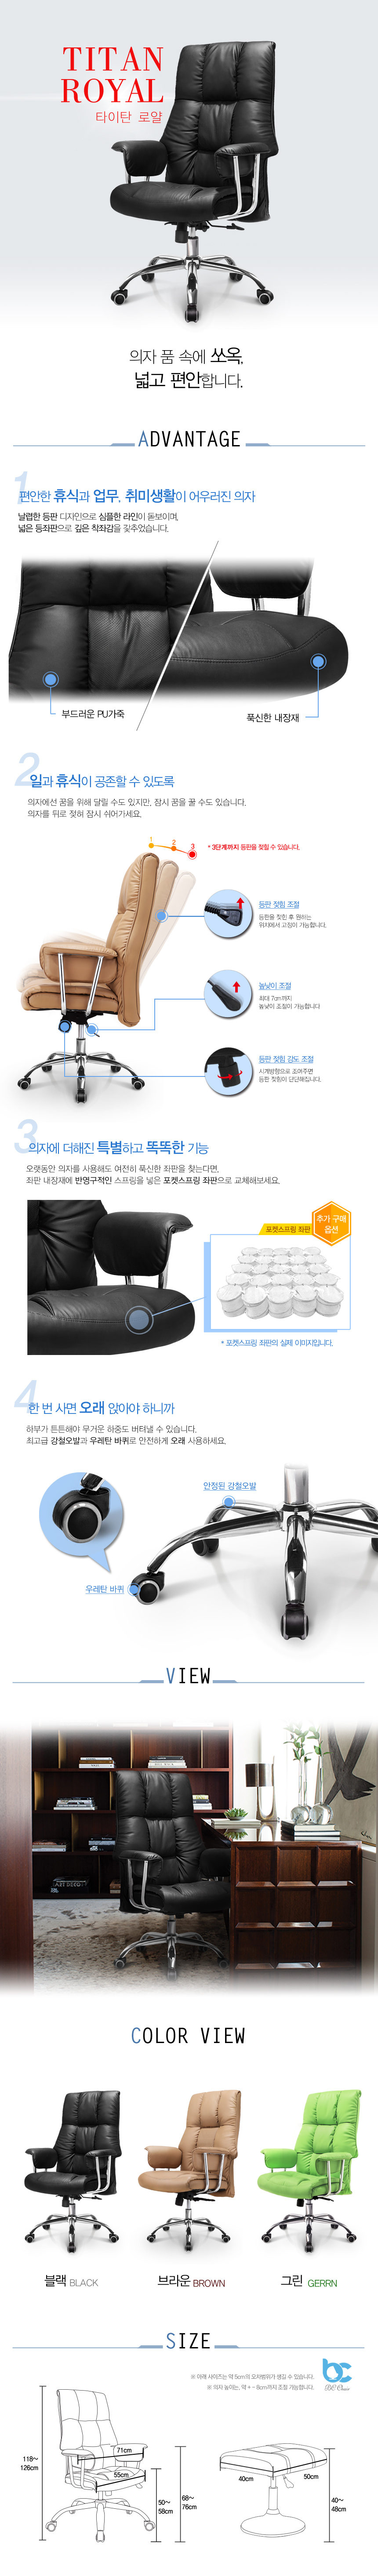 TITAN
ROYAL
타이탄 로얄
의자 품 속에 쏘옥,
넓고 편안합니다.
ADVANTAGE
1
편안한 휴식과 업무, 취미생활이 어우러진 의자
날렵한 등판 디자인으로 심플한 라인이 돋보이며,
넓은 등좌판으로 깊은 착좌감을 갖추었습니다.
부드러운 PU가죽
푹신한 내장재
2
일과 휴식이 공존할 수 있도록
의자에선 꿈을 위해 달릴 수도 있지만, 잠시 꿈을 꿀 수도 있습니다.
의자를 뒤로 젖혀 잠시 쉬어가세요.
1
2
3
* 3단계까지 등판을 젖힐 수 있습니다.
등판 젖힘 조절
등판을 젖힌 후 원하는
위치에서 고정이 가능합니다.
높낮이 조절
최대 7cm까지
높낮이 조절이 가능합니다
등판 젖힘 강도 조절
시계방향으로 조여주면
등판 젖힘이 단단해집니다.
3
의자에 더해진 특별하고 똑똑한 기능
오랫동안 의자를 사용해도 여전히 푹신한 좌판을 찾는다면,
좌판 내장재에 반영구적인 스프링을 넣은 포켓스프링 좌판으로 교체해보세요.
추가 구매
옵션
포켓스프링 좌판
* 포켓스프링 좌판의 실제 이미지입니다.
4
한 번 사면 오래 앉아야 하니까
하부가 튼튼해야 무거운 하중도 버텨낼 수 있습니다.
최고급 강철오발과 우레탄 바퀴로 안전하게 오래 사용하세요.
안정된 강철오발
우레탄 바퀴
VIEW
ART DECO
COLOR VIEW
블랙 BLACK
브라운 BROWN
그린 GERRN
SIZE
※ 아래 사이즈는 약 5cm의 오차범위가 생길 수 있습니다.
※ 의자 높이는, 약 + - 8cm까지 조절 가능합니다.
bc
118~
126cm
71cm
55cm
50~
58cm
68~
76cm
40cm
50cm
40~
48cm